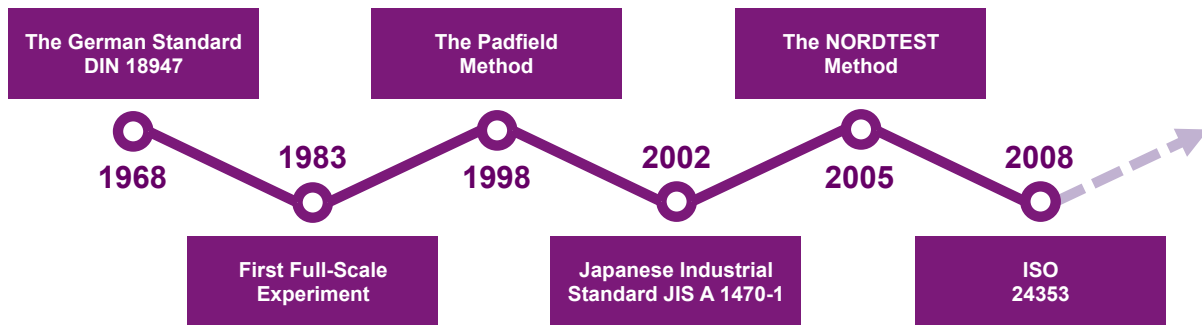 The German Standard
DIN 18947
The Padfield
Method
The NORDTEST
Method
1968
1983
1998
2002
2005
2008
First Full-Scale
Experiment
Japanese Industrial
Standard JIS A 1470-1
ISO
24353